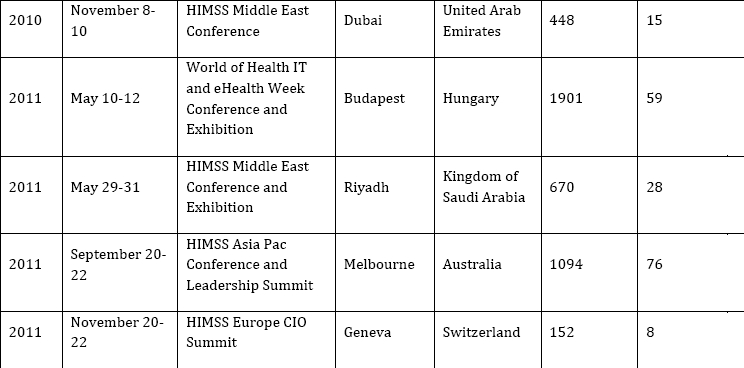 2010 November 8-10 HIMSS Middle East Conference Dubai United Arab Emirates 448 15
2011 May 10-12 World of Health IT and eHealth Week Conference and Exhibition Budapest Hungary 1901 59
2011 May 29-31 HIMSS Middle East Conference and Exhibition Riyadh Kingdom of Saudi Arabia 670 28
2011 September 20-22 HIMSS Asia Pac Conference and Leadership Summit Melbourne Australia 1094 76
2011 November 20-22 HIMSS Europe CIO Summit Geneva Switzerland 152 8